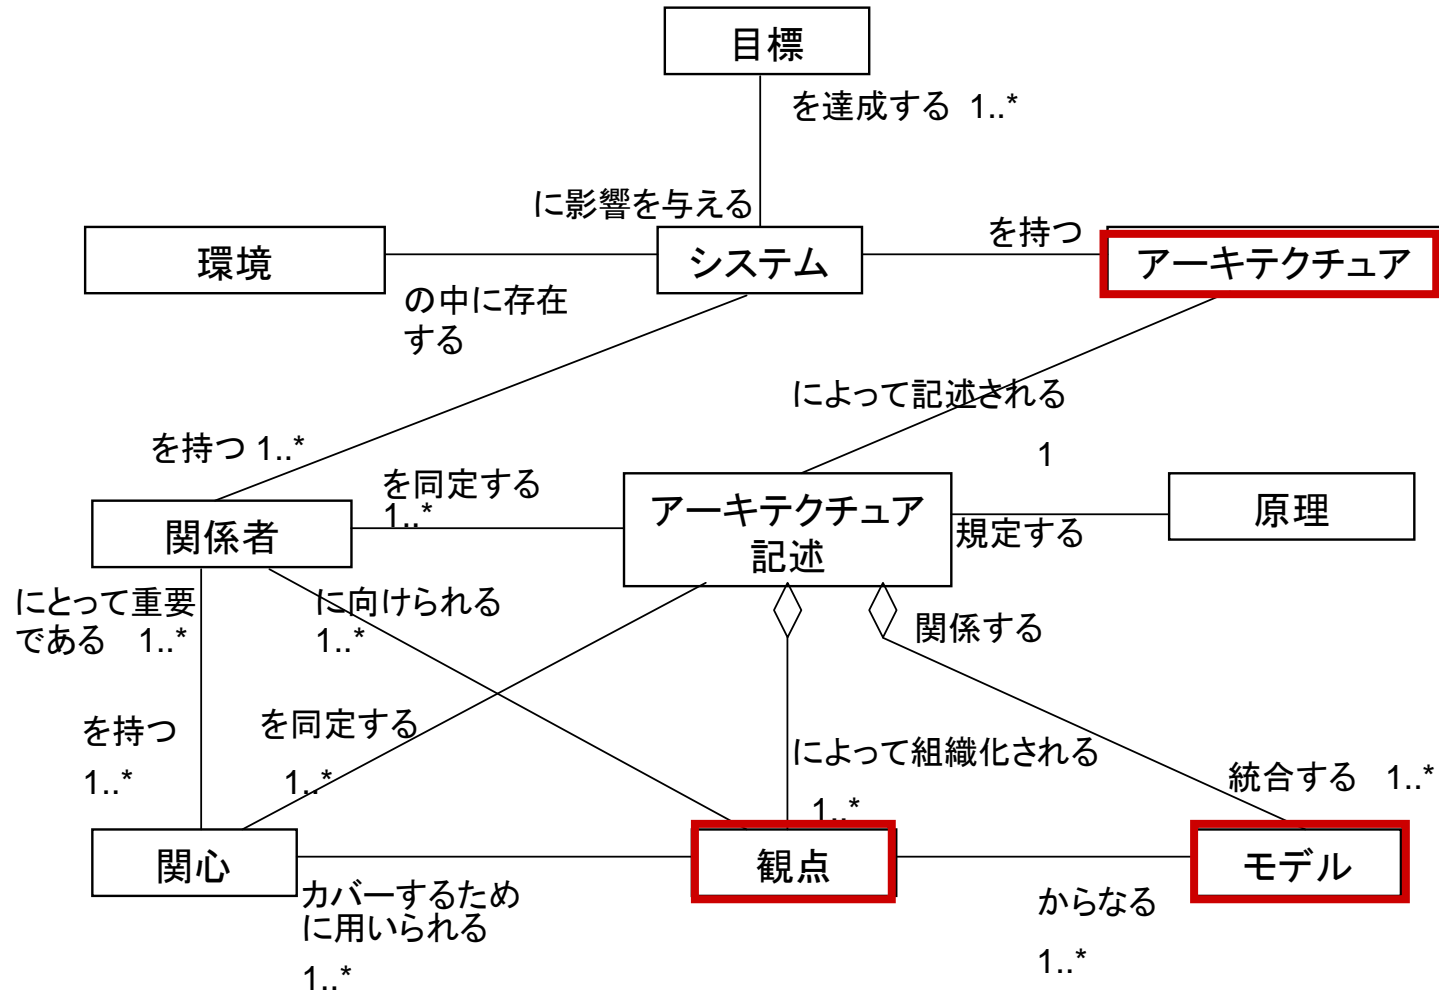 目標
を達成する 1..*
に影響を与える
環境
システム
を持つ
アーキテクチュア
の中に存在
する
によって記述される
1
を持つ 1..*
を同定する
1..*
関係者
アーキテクチュア
記述
規定する
原理
にとって重要
である 1..*
に向けられる
1..*
関係する
を持つ
1..*
を同定する
1..*
によって組織化される
1..*
統合する 1..*
関心
観点
モデル
カバーするため
に用いられる
1..*
からなる
1..*